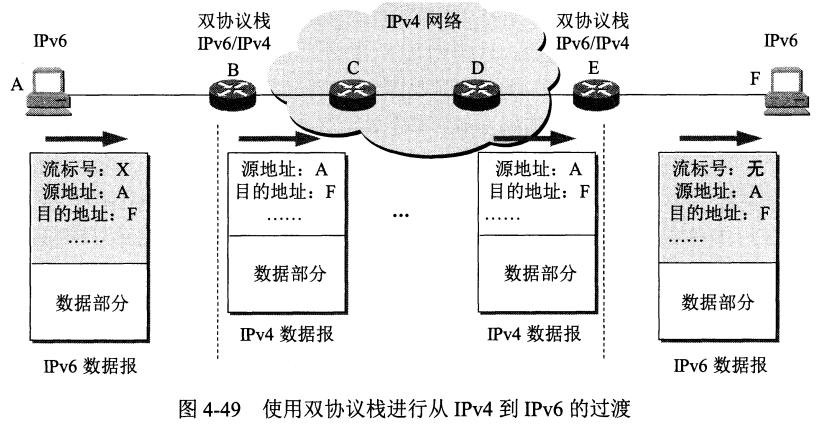 IPv6
双协议栈
IPv6/IPv4
IPv4 网络
双协议栈
IPv6/IPv4
IPv6
A
B
C
D
E
F
流标号：X
源地址：A
目的地址：F
……
数据部分
IPv6 数据报
源地址：A
目的地址：F
……
数据部分
IPv4 数据报
...
源地址：A
目的地址：F
……
数据部分
IPv4 数据报
流标号：无
源地址：A
目的地址：F
……
数据部分
IPv6 数据报
图 4-49 使用双协议栈进行从 IPv4 到 IPv6 的过渡